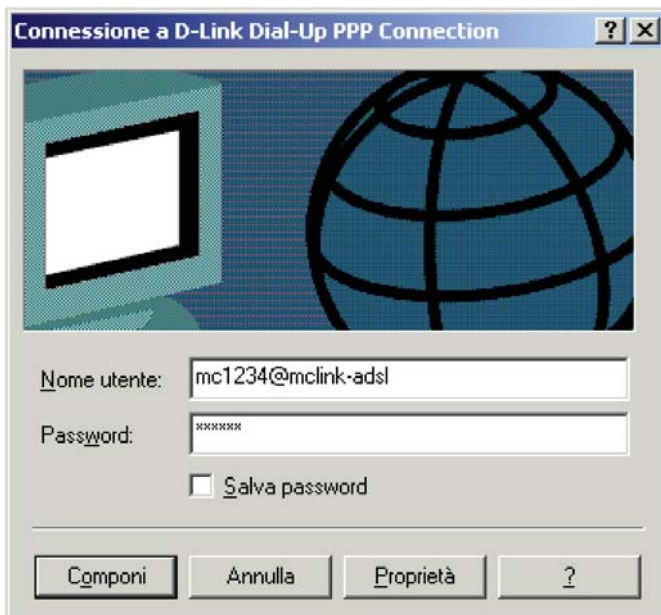 Connessione a D-Link Dial-Up PPP Connection ? X
Nome utente: mc1234@mclink-adsl
Password: ******
Salva password
Componi Annulla Proprietà ?